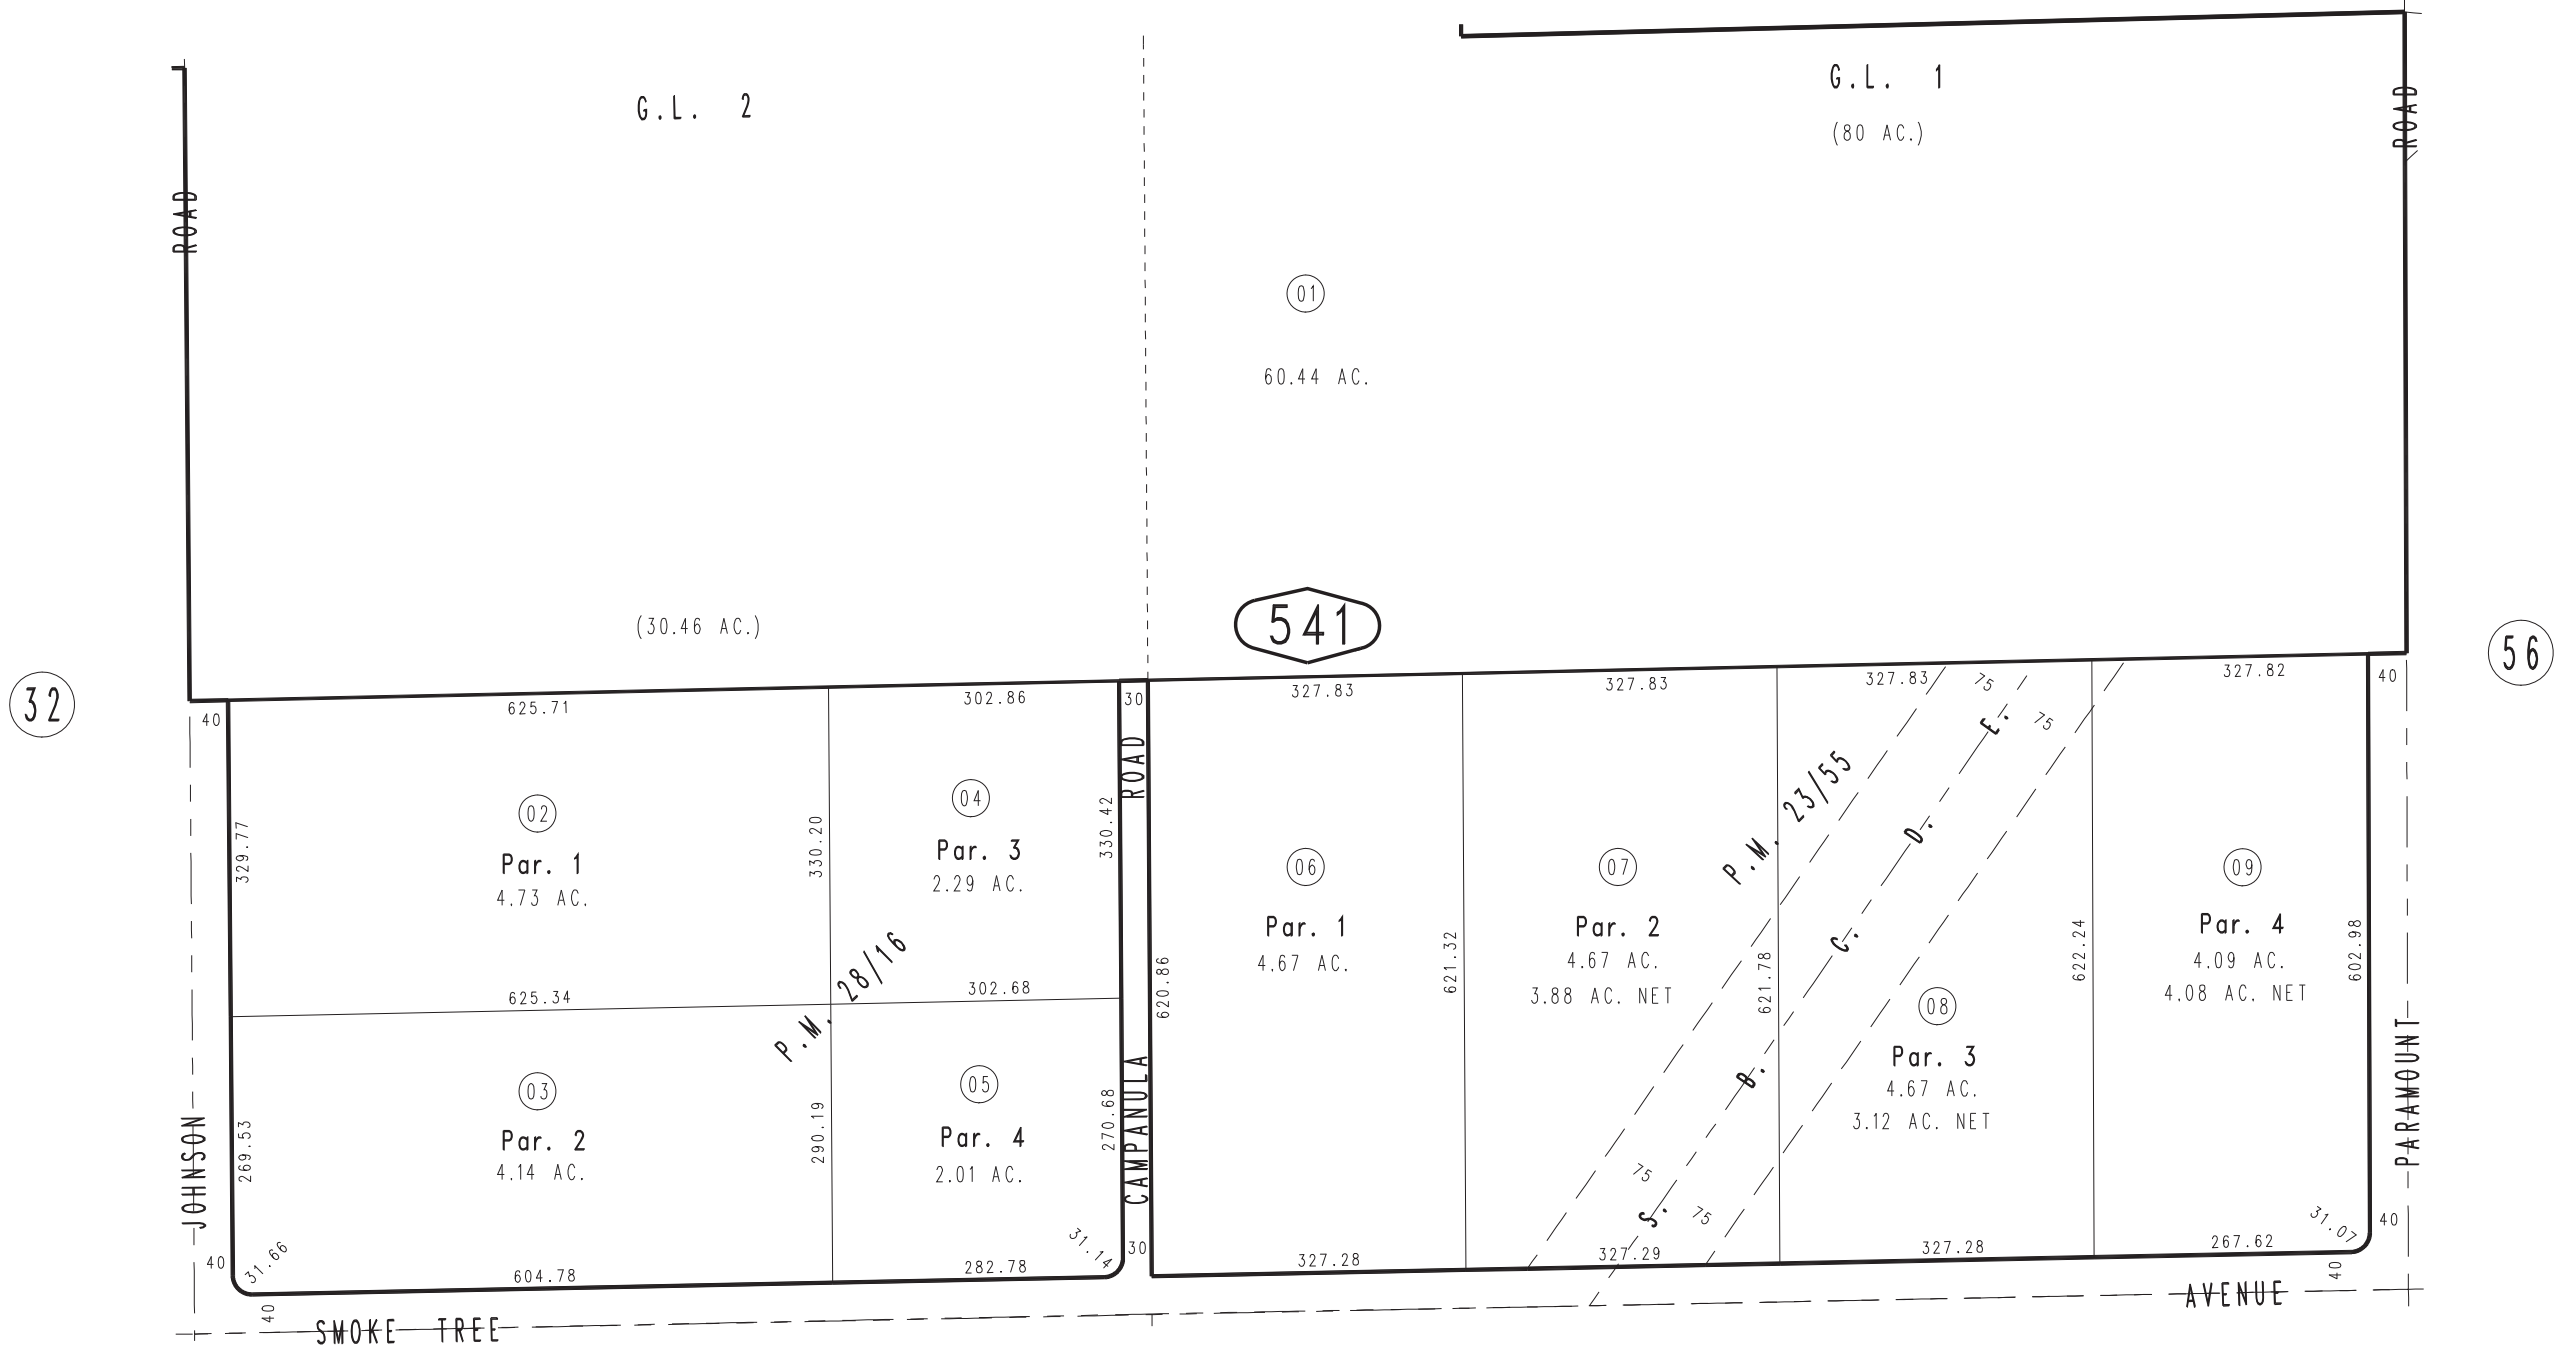 G.L. 1
(80 AC.)
ROAD
G.L. 2
ROAD
01
60.44 AC.
541
(30.46 AC.)
32
56
40
625.71
302.86
30
327.83
327.83
327.83
75
327.82
40
75
ROAD
329.77
02
Par. 1
4.73 AC.
330.20
04
Par. 3
2.29 AC.
330.42
P.M. 28/16
625.34
302.68
269.53
03
Par. 2
4.14 AC.
290.19
05
Par. 4
2.01 AC.
270.68
CAMPANULA
620.86
06
Par. 1
4.67 AC.
621.32
07
Par. 2
4.67 AC.
3.88 AC. NET
P.M. 23/55
621.78
S. B. C. D. E.
08
Par. 3
4.67 AC.
3.12 AC. NET
622.24
09
Par. 4
4.09 AC.
4.08 AC. NET
602.98
PARAMOUNT
JOHNSON
75
75
40
31.66
604.78
282.78
31.14
30
327.28
327.29
327.28
267.62
31.07
40
40
40
SMOKE TREE
AVENUE